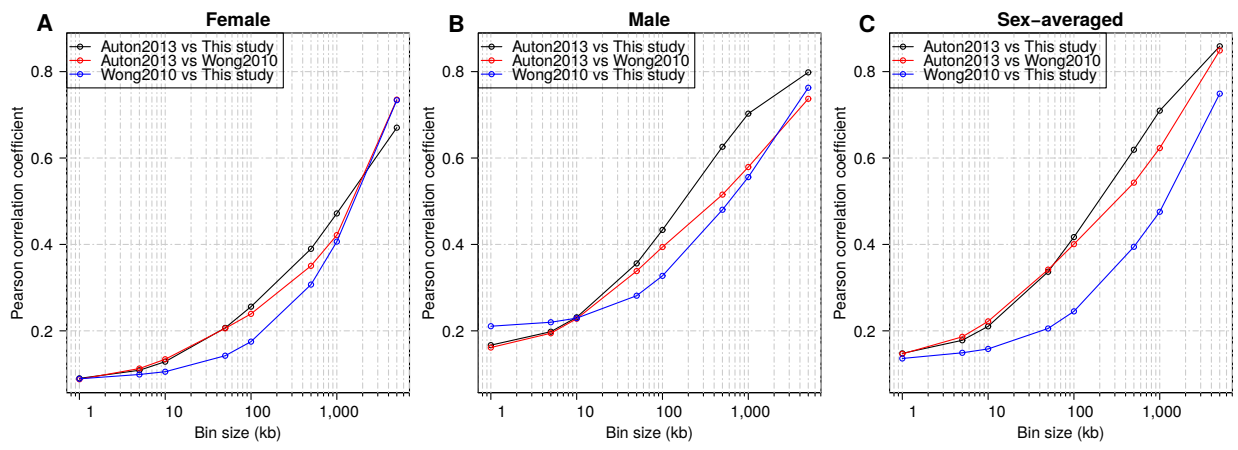 A
Female
Auton2013 vs This study
Auton2013 vs Wong2010
Wong2010 vs This study
Pearson correlation coefficient
0.8
0.6
0.4
0.2
1 10 100 1,000
Bin size (kb)
B
Male
Auton2013 vs This study
Auton2013 vs Wong2010
Wong2010 vs This study
Pearson correlation coefficient
0.8
0.6
0.4
0.2
1 10 100 1,000
Bin size (kb)
C
Sex−averaged
Auton2013 vs This study
Auton2013 vs Wong2010
Wong2010 vs This study
Pearson correlation coefficient
0.8
0.6
0.4
0.2
1 10 100 1,000
Bin size (kb)